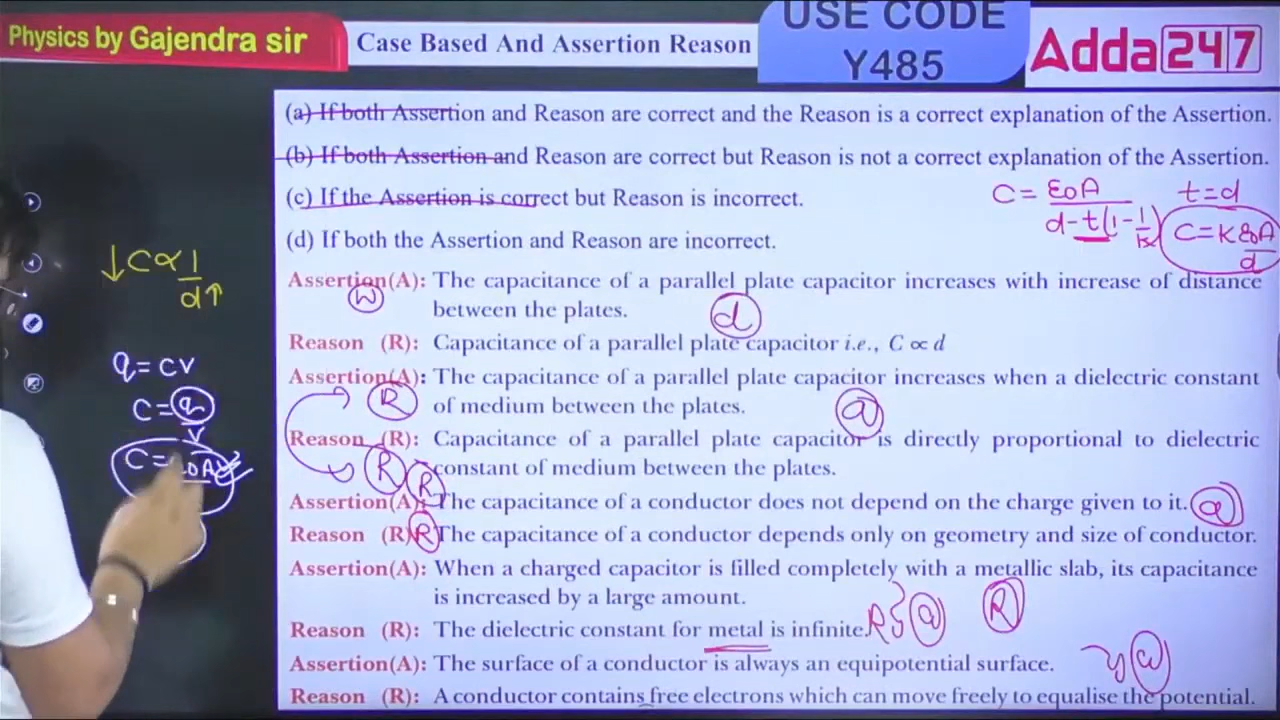 Physics by Gajendra sir
Case Based And Assertion Reason
USE CODE
Y485
Adda247
(a) If both Assertion and Reason are correct and the Reason is a correct explanation of the Assertion.
(b) If both Assertion and Reason are correct but Reason is not a correct explanation of the Assertion.
(c) If the Assertion is correct but Reason is incorrect.
(d) If both the Assertion and Reason are incorrect.
C = ε0A / d-t(1-1/K)
t=d
C=Kε0A / d
↓C∝1/d↑
q=CV
C=q/V
C=
Assertion(A): The capacitance of a parallel plate capacitor increases with increase of distance
between the plates.
W
d
Reason (R): Capacitance of a parallel plate capacitor i.e., C ∝ d
Assertion(A): The capacitance of a parallel plate capacitor increases when a dielectric constant
of medium between the plates.
R
a
Reason (R): Capacitance of a parallel plate capacitor is directly proportional to dielectric
constant of medium between the plates.
R
R
Assertion(A): The capacitance of a conductor does not depend on the charge given to it.
a
Reason (R) The capacitance of a conductor depends only on geometry and size of conductor.
R
Assertion(A): When a charged capacitor is filled completely with a metallic slab, its capacitance
is increased by a large amount.
R
Reason (R): The dielectric constant for metal is infinite.
R} a
Assertion(A): The surface of a conductor is always an equipotential surface.
Reason (R): A conductor contains free electrons which can move freely to equalise the potential.